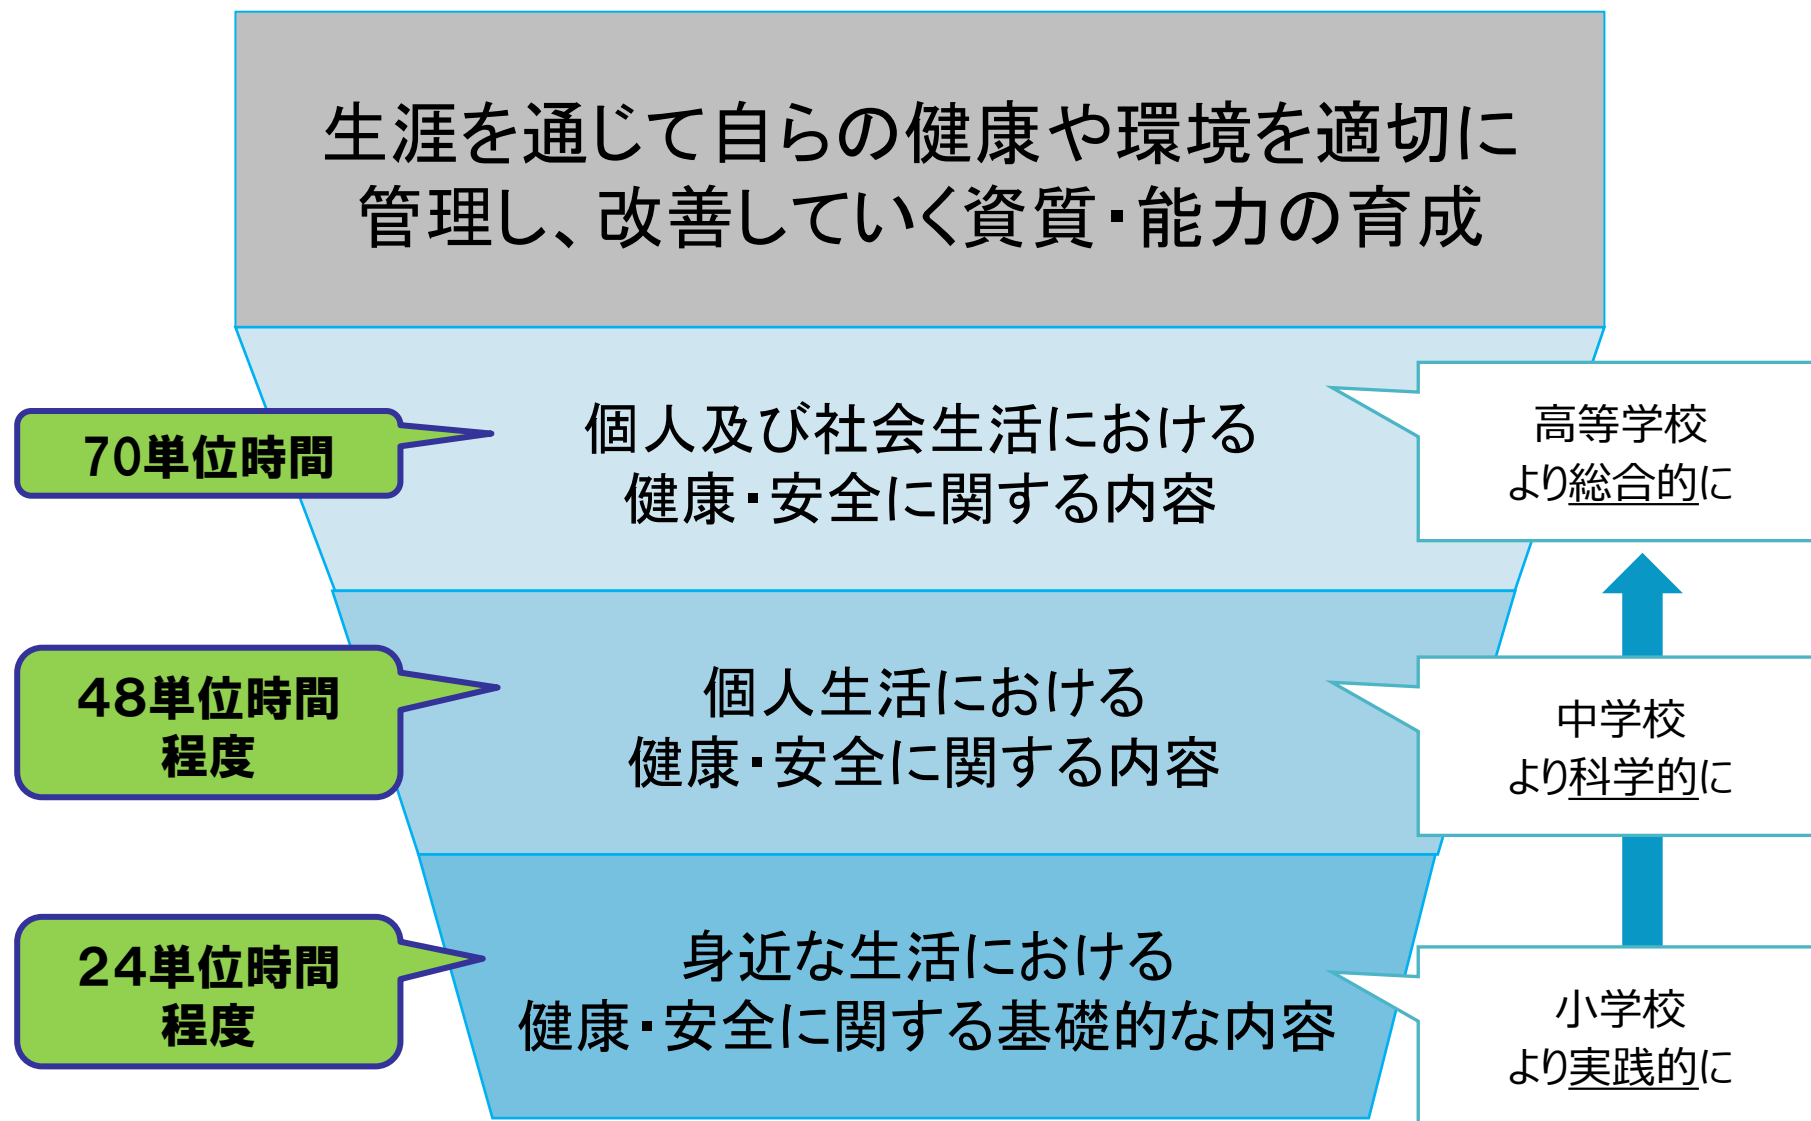 生涯を通じて自らの健康や環境を適切に
管理し、改善していく資質・能力の育成
70単位時間
個人及び社会生活における
健康・安全に関する内容
高等学校
より総合的に
48単位時間
程度
個人生活における
健康・安全に関する内容
中学校
より科学的に
24単位時間
程度
身近な生活における
健康・安全に関する基礎的な内容
小学校
より実践的に